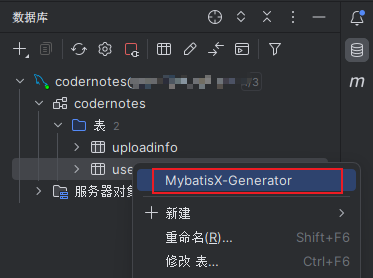 数据库
codernotes(
/3
codernotes
表 2
uploadinfo
use
服务器对象
m
MybatisX-Generator
新建
重命名(R)... Shift+F6
修改 表... Ctrl+F6